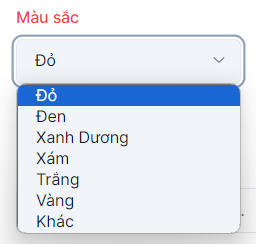 Màu sắc
Đỏ
Đỏ
Đen
Xanh Dương
Xám
Trắng
Vàng
Khác